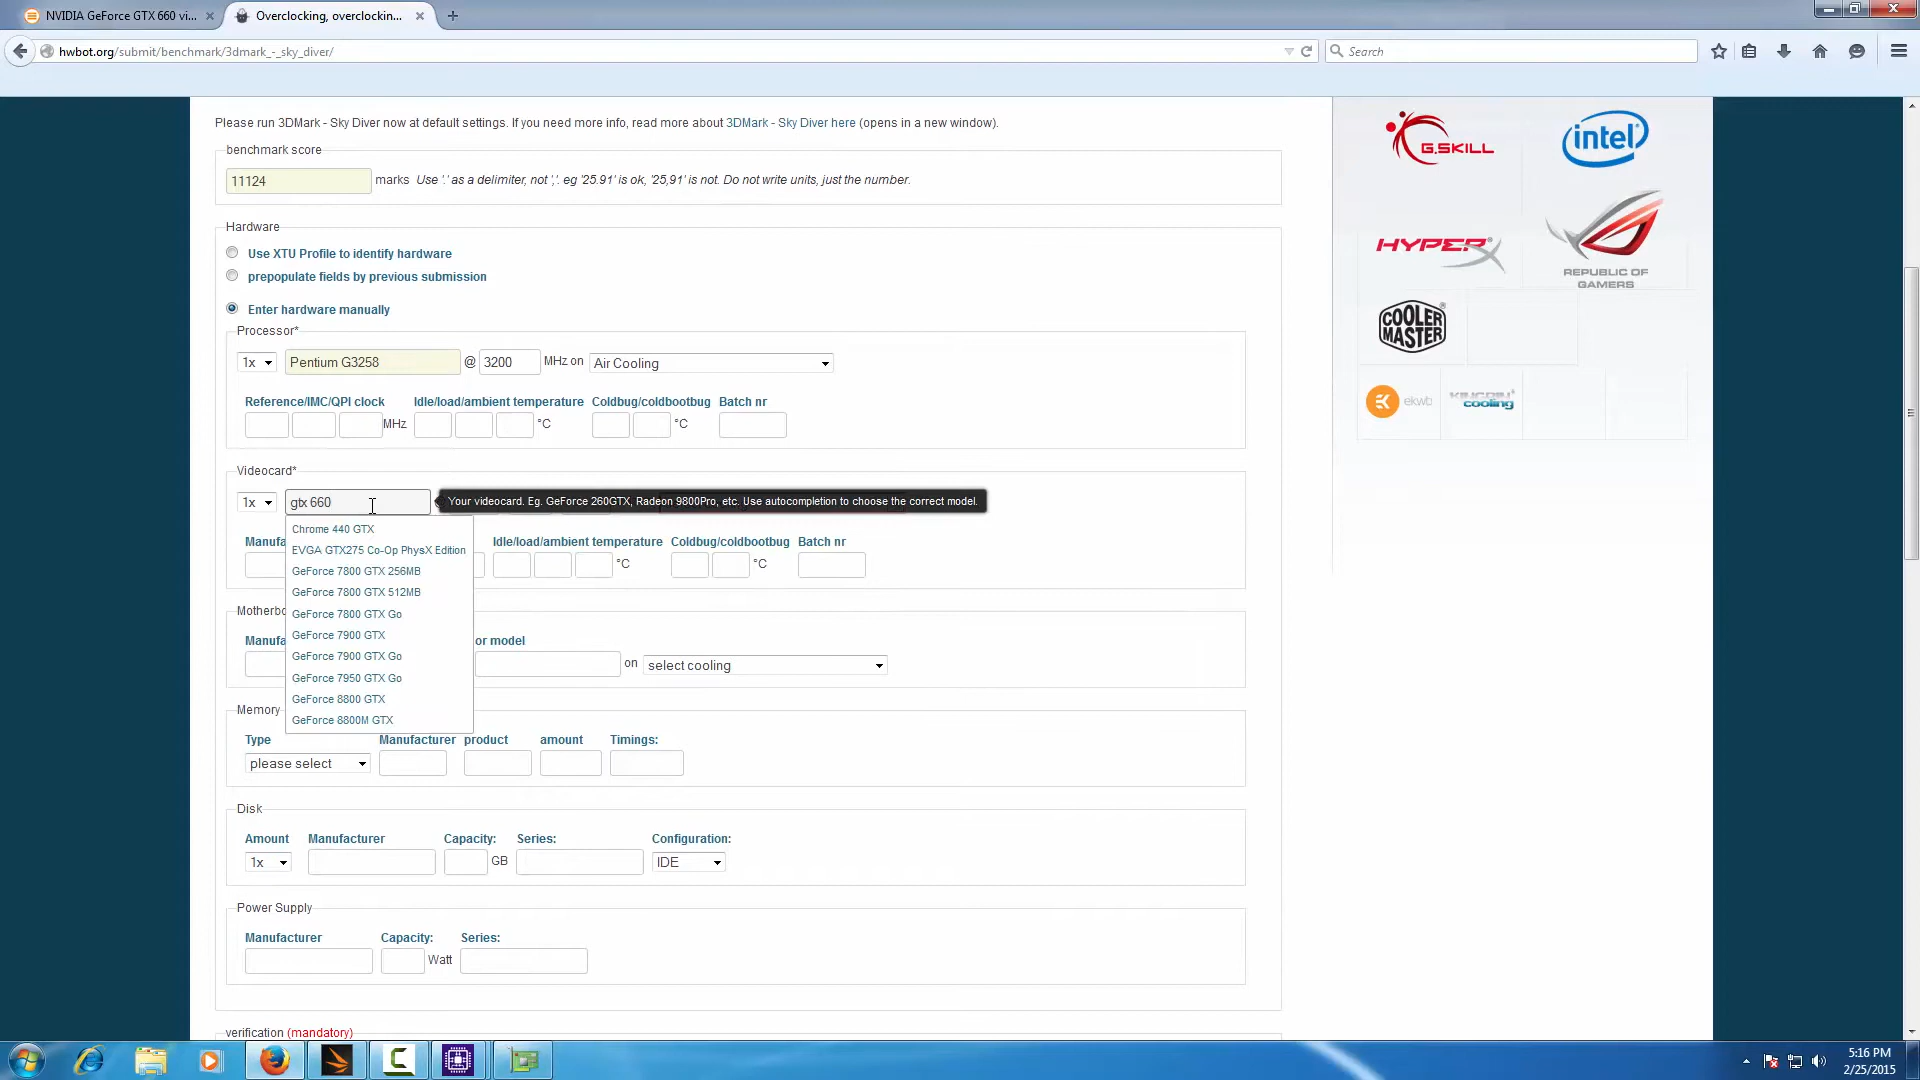 NVIDIA GeForce GTX 660 vi...
Overclocking, overclockin...
hwbot.org/submit/benchmark/3dmark_-_sky_diver/
Search
Please run 3DMark - Sky Diver now at default settings. If you need more info, read more about 3DMark - Sky Diver here (opens in a new window).
benchmark score
11124 marks Use '.' as a delimiter, not ','. eg '25.91' is ok, '25,91' is not. Do not write units, just the number.
Hardware
Use XTU Profile to identify hardware
prepopulate fields by previous submission
Enter hardware manually
Processor*
1x Pentium G3258 @ 3200 MHz on Air Cooling
Reference/IMC/QPI clock Idle/load/ambient temperature Coldbug/coldbootbug Batch nr
MHz °C °C
Videocard*
1x gtx 660 Your videocard. Eg. GeForce 260GTX, Radeon 9800Pro, etc. Use autocompletion to choose the correct model.
Chrome 440 GTX
EVGA GTX275 Co-Op PhysX Edition
GeForce 7800 GTX 256MB
GeForce 7800 GTX 512MB
GeForce 7800 GTX Go
GeForce 7900 GTX
GeForce 7900 GTX Go
GeForce 7950 GTX Go
GeForce 8800 GTX
GeForce 8800M GTX
Manufa Idle/load/ambient temperature Coldbug/coldbootbug Batch nr
°C °C
Motherbo
Manufa or model
on select cooling
Memory
Type Manufacturer product amount Timings:
please select
Disk
Amount Manufacturer Capacity: Series: Configuration:
1x GB IDE
Power Supply
Manufacturer Capacity: Series:
Watt
verification (mandatory)
G.SKILL
intel
HYPERX
REPUBLIC OF
GAMERS
COOLER
MASTER
ekwb
KINGPIN
cooling
5:16 PM
2/25/2015